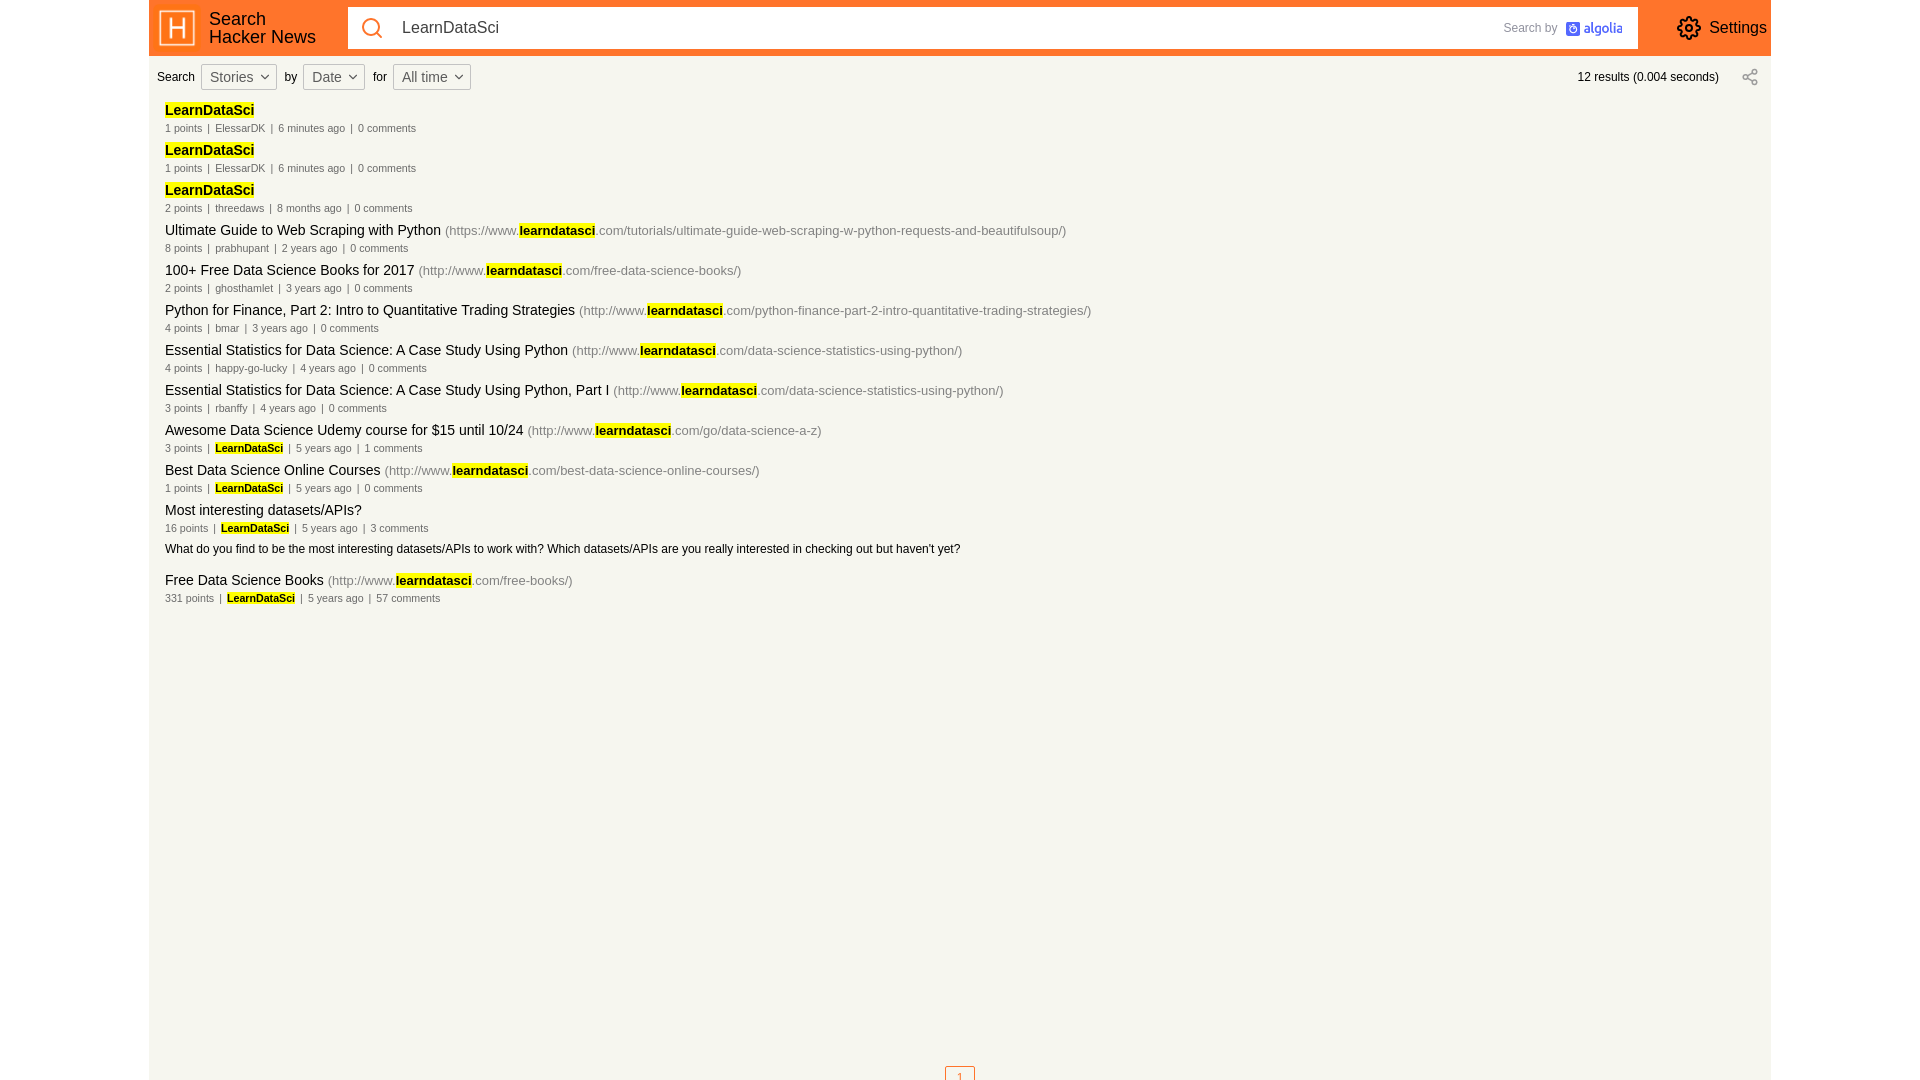 Search
Hacker News
LearnDataSci
Search by algolia
Settings
Search Stories by Date for All time
12 results (0.004 seconds)
LearnDataSci
1 points | ElessarDK | 6 minutes ago | 0 comments
LearnDataSci
1 points | ElessarDK | 6 minutes ago | 0 comments
LearnDataSci
2 points | threedaws | 8 months ago | 0 comments
Ultimate Guide to Web Scraping with Python (https://www.learndatasci.com/tutorials/ultimate-guide-web-scraping-w-python-requests-and-beautifulsoup/)
8 points | prabhupant | 2 years ago | 0 comments
100+ Free Data Science Books for 2017 (http://www.learndatasci.com/free-data-science-books/)
2 points | ghosthamlet | 3 years ago | 0 comments
Python for Finance, Part 2: Intro to Quantitative Trading Strategies (http://www.learndatasci.com/python-finance-part-2-intro-quantitative-trading-strategies/)
4 points | bmar | 3 years ago | 0 comments
Essential Statistics for Data Science: A Case Study Using Python (http://www.learndatasci.com/data-science-statistics-using-python/)
4 points | happy-go-lucky | 4 years ago | 0 comments
Essential Statistics for Data Science: A Case Study Using Python, Part I (http://www.learndatasci.com/data-science-statistics-using-python/)
3 points | rbanffy | 4 years ago | 0 comments
Awesome Data Science Udemy course for $15 until 10/24 (http://www.learndatasci.com/go/data-science-a-z)
3 points | LearnDataSci | 5 years ago | 1 comments
Best Data Science Online Courses (http://www.learndatasci.com/best-data-science-online-courses/)
1 points | LearnDataSci | 5 years ago | 0 comments
Most interesting datasets/APIs?
16 points | LearnDataSci | 5 years ago | 3 comments
What do you find to be the most interesting datasets/APIs to work with? Which datasets/APIs are you really interested in checking out but haven't yet?
Free Data Science Books (http://www.learndatasci.com/free-books/)
331 points | LearnDataSci | 5 years ago | 57 comments
1